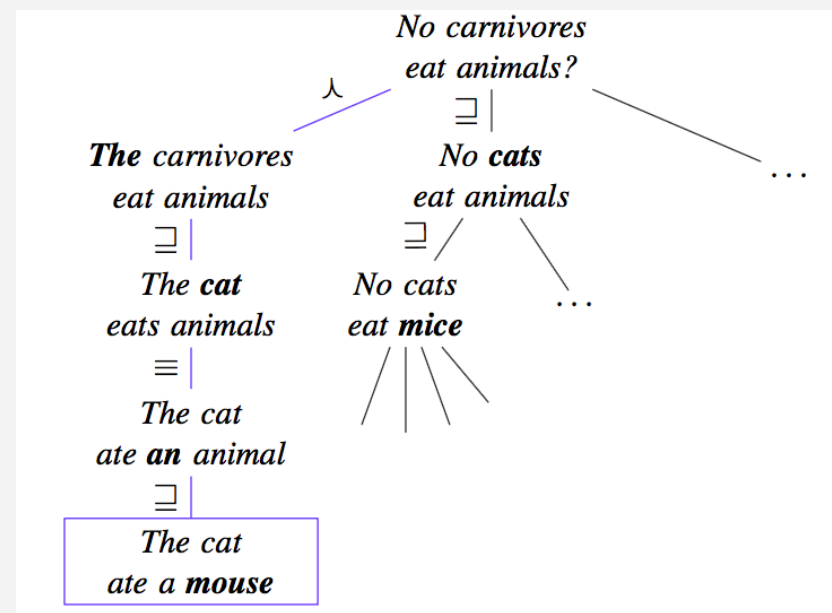 No carnivores
eat animals?
⋏
⊒
The carnivores
eat animals
No cats
eat animals
...
⊒
⊒
The cat
eats animals
No cats
eat mice
...
≡
The cat
ate an animal
⊒
The cat
ate a mouse